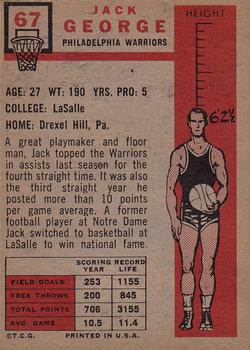 67
JACK
GEORGE
PHILADELPHIA WARRIORS
HEIGHT
6'2½
AGE: 27 WT: 190 YRS. PRO: 5
COLLEGE: LaSalle
HOME: Drexel Hill, Pa.
A great playmaker and floor
man, Jack topped the Warriors
in assists last season for the
fourth straight time. It was also
the third straight year he
posted more than 10 points
per game average. A former
football player at Notre Dame
Jack switched to basketball at
LaSalle to win national fame.
SCORING RECORD
YEAR LIFE
FIELD GOALS 253 1155
FREE THROWS 200 845
TOTAL POINTS 706 3155
AVG. GAME 10.5 11.4
©T.C.G. PRINTED IN U.S.A.